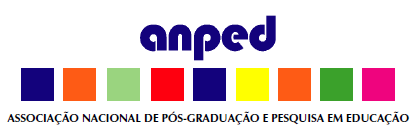 anped
ASSOCIAÇÃO NACIONAL DE PÓS-GRADUAÇÃO E PESQUISA EM EDUCAÇÃO